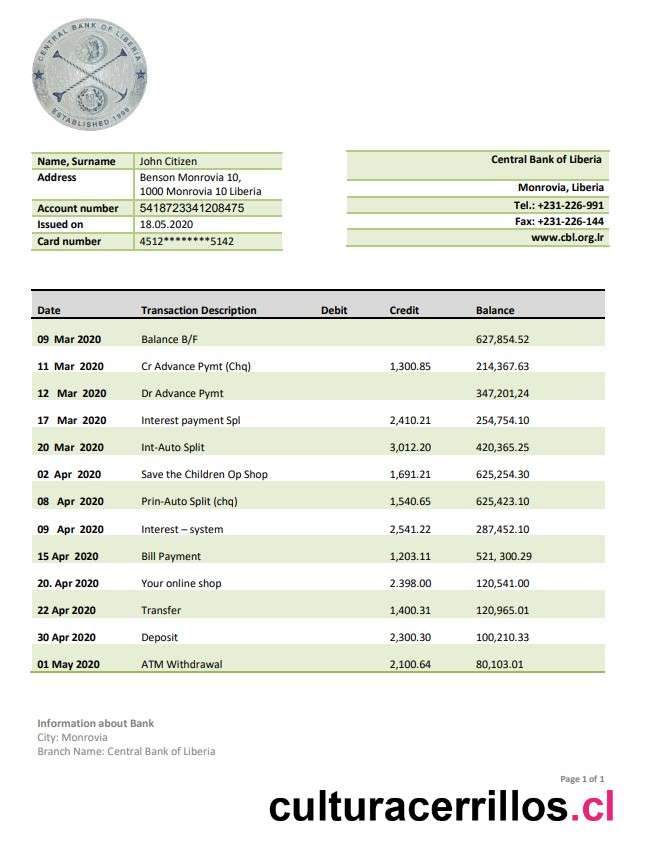 CENTRAL BANK OF LIBERIA
ESTABLISHED 1999
Name, Surname John Citizen
Address Benson Monrovia 10,
1000 Monrovia 10 Liberia
Account number 5418723341208475
Issued on 18.05.2020
Card number 4512********5142
Central Bank of Liberia
Monrovia, Liberia
Tel.: +231-226-991
Fax: +231-226-144
www.cbl.org.lr
Date Transaction Description Debit Credit Balance
09 Mar 2020 Balance B/F 627,854.52
11 Mar 2020 Cr Advance Pymt (Chq) 1,300.85 214,367.63
12 Mar 2020 Dr Advance Pymt 347,201,24
17 Mar 2020 Interest payment Spl 2,410.21 254,754.10
20 Mar 2020 Int-Auto Split 3,012.20 420,365.25
02 Apr 2020 Save the Children Op Shop 1,691.21 625,254.30
08 Apr 2020 Prin-Auto Split (chq) 1,540.65 625,423.10
09 Apr 2020 Interest – system 2,541.22 287,452.10
15 Apr 2020 Bill Payment 1,203.11 521, 300.29
20. Apr 2020 Your online shop 2.398.00 120,541.00
22 Apr 2020 Transfer 1,400.31 120,965.01
30 Apr 2020 Deposit 2,300.30 100,210.33
01 May 2020 ATM Withdrawal 2,100.64 80,103.01
Information about Bank
City: Monrovia
Branch Name: Central Bank of Liberia
Page 1 of 1
culturacerrillos.cl